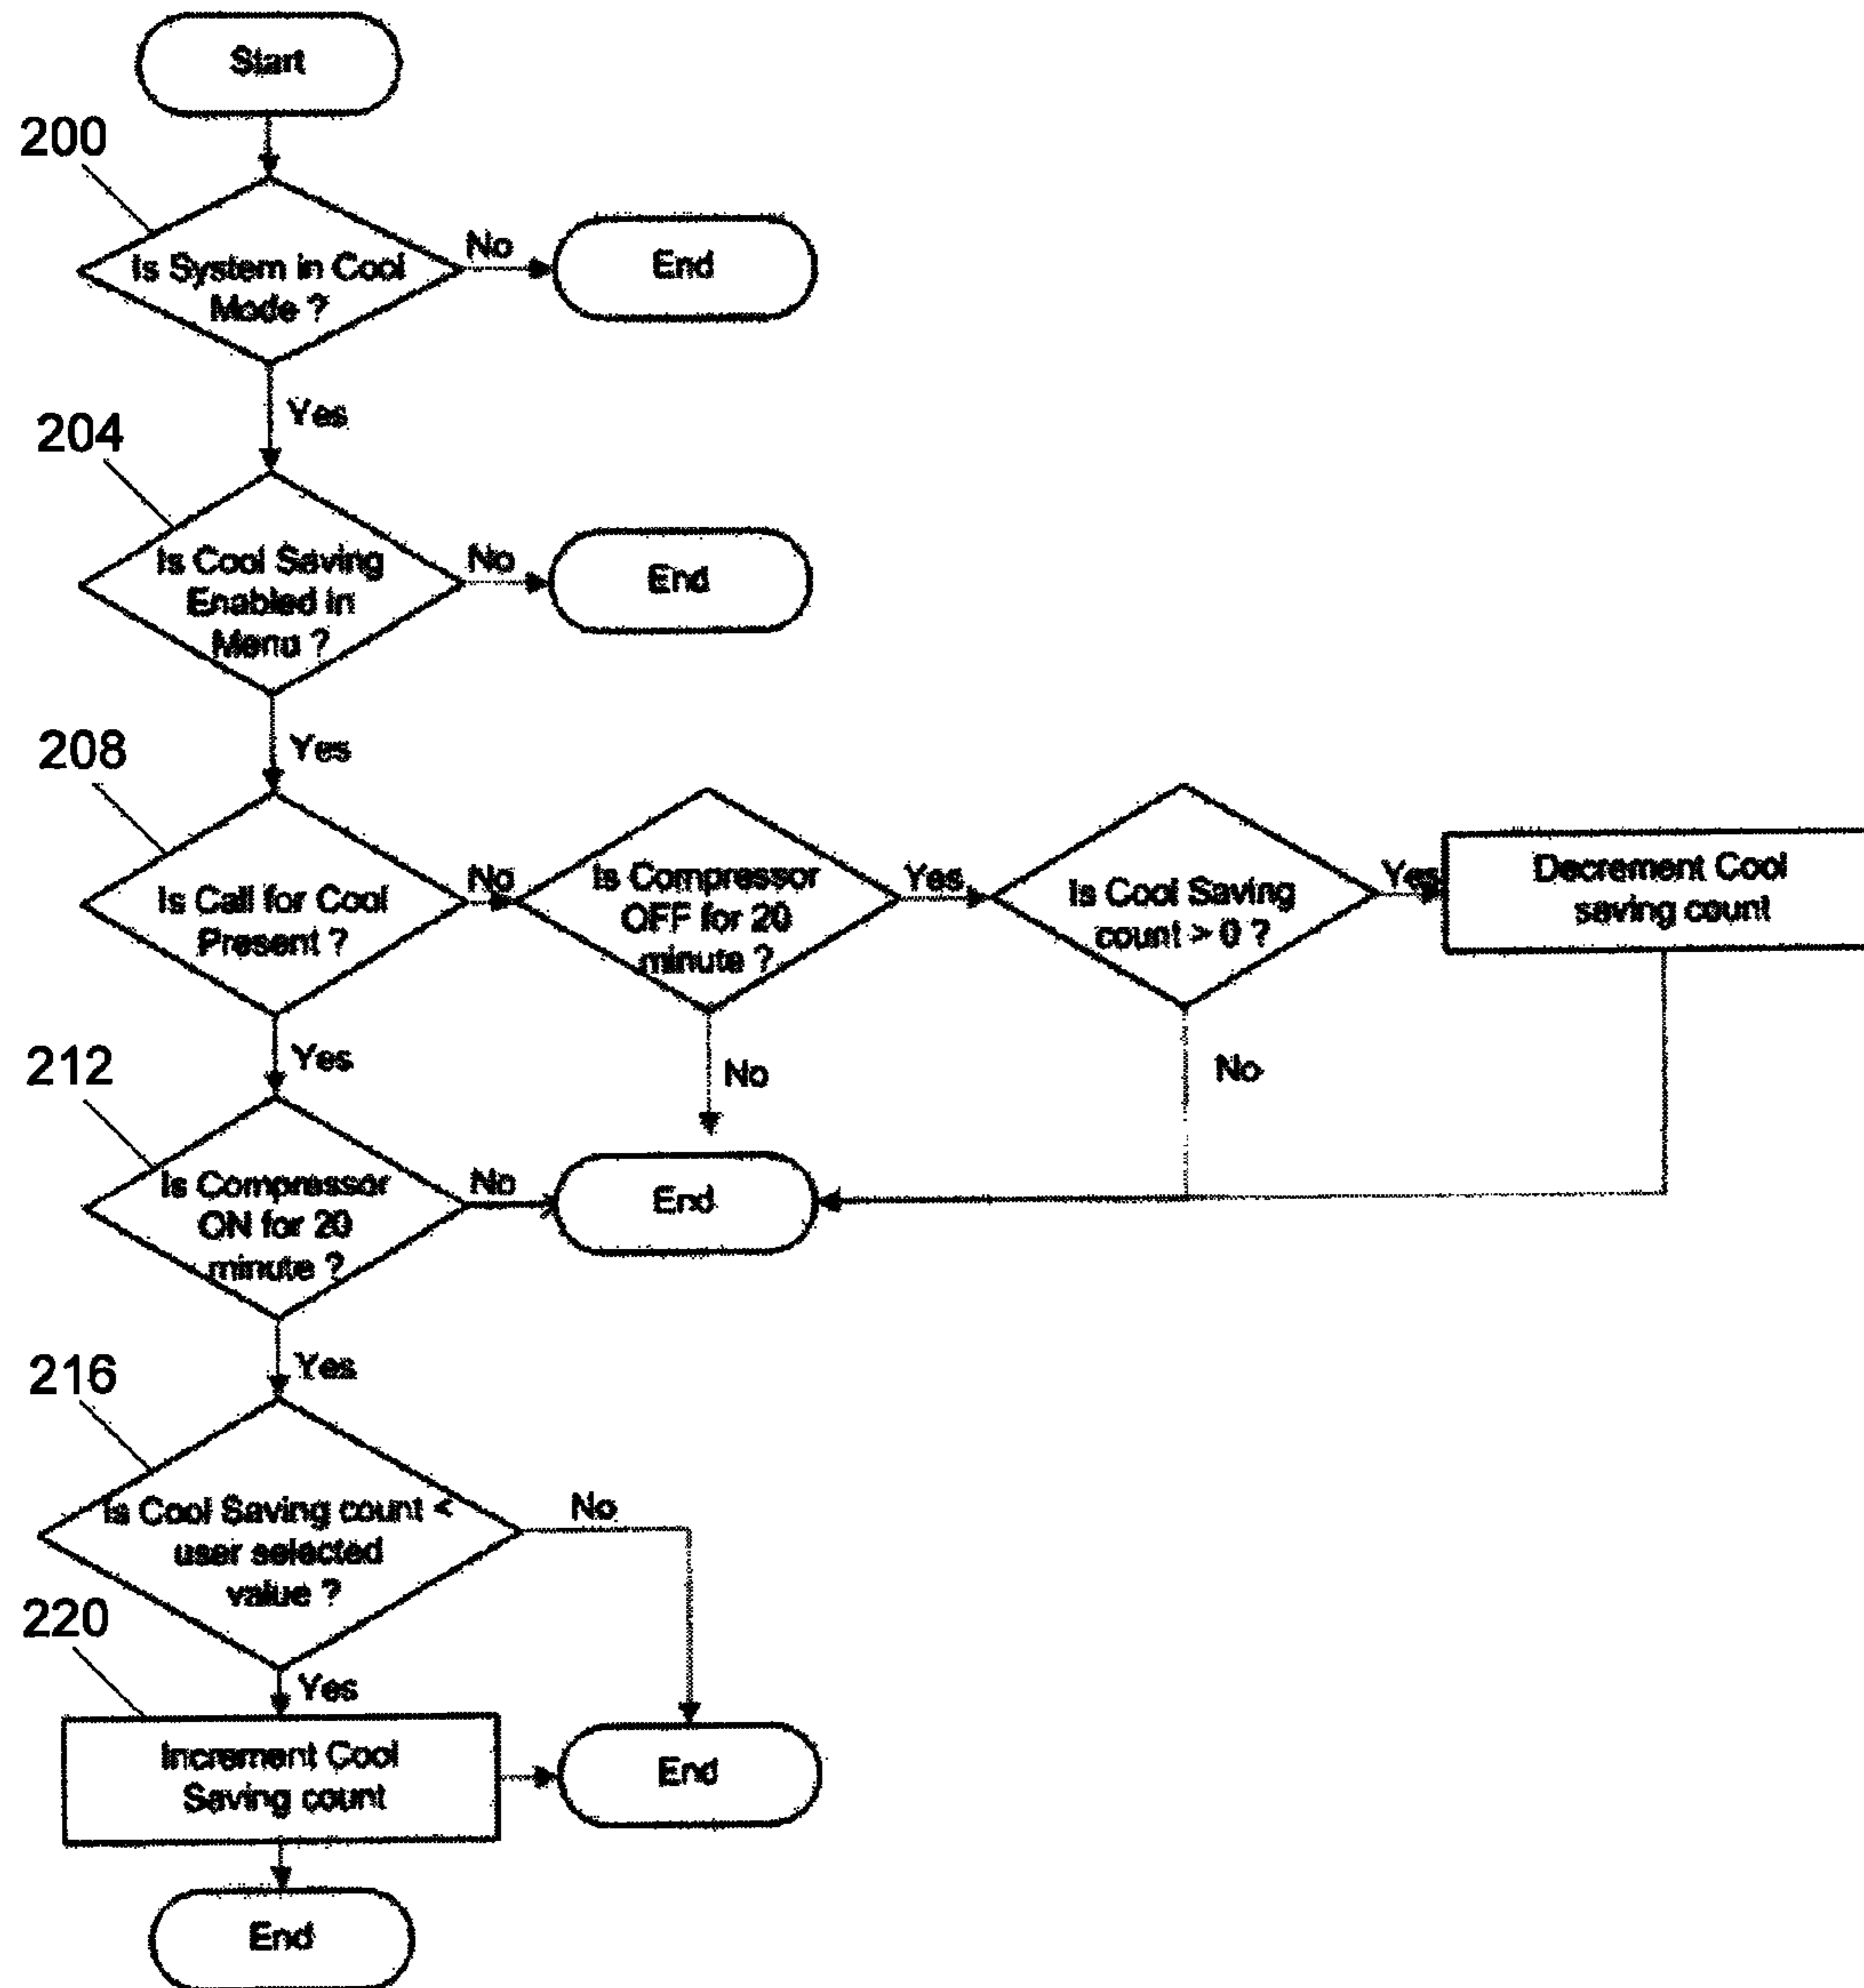 Start
200
Is System in Cool
Mode ?
No
End
Yes
204
Is Cool Saving
Enabled in
Menu ?
No
End
Yes
208
Is Call for Cool
Present ?
No
Is Compressor
OFF for 20
minute ?
Yes
Is Cool Saving
count > 0 ?
Yes
Decrement Cool
saving count
Yes
No
No
212
Is Compressor
ON for 20
minute ?
No
End
Yes
216
Is Cool Saving count <
user selected
value ?
No
220
Yes
Increment Cool
Saving count
End
End